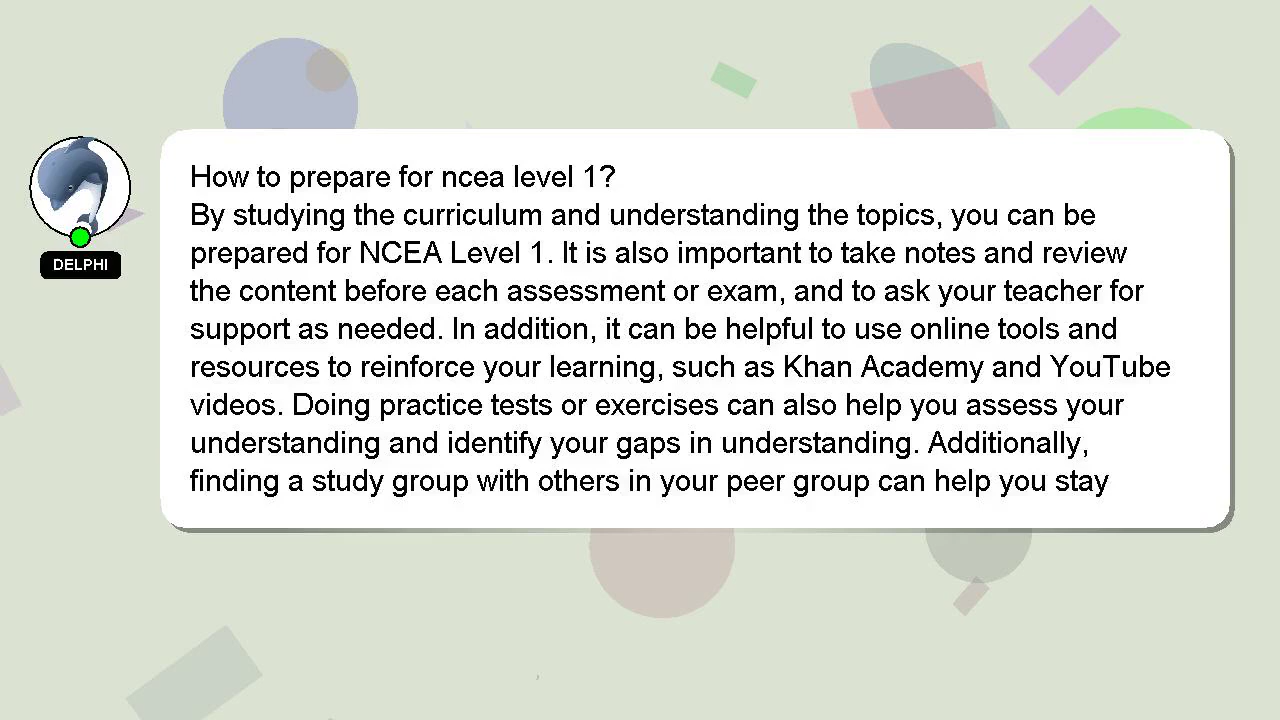 How to prepare for ncea level 1?
By studying the curriculum and understanding the topics, you can be
prepared for NCEA Level 1. It is also important to take notes and review
the content before each assessment or exam, and to ask your teacher for
support as needed. In addition, it can be helpful to use online tools and
resources to reinforce your learning, such as Khan Academy and YouTube
videos. Doing practice tests or exercises can also help you assess your
understanding and identify your gaps in understanding. Additionally,
finding a study group with others in your peer group can help you stay
DELPHI